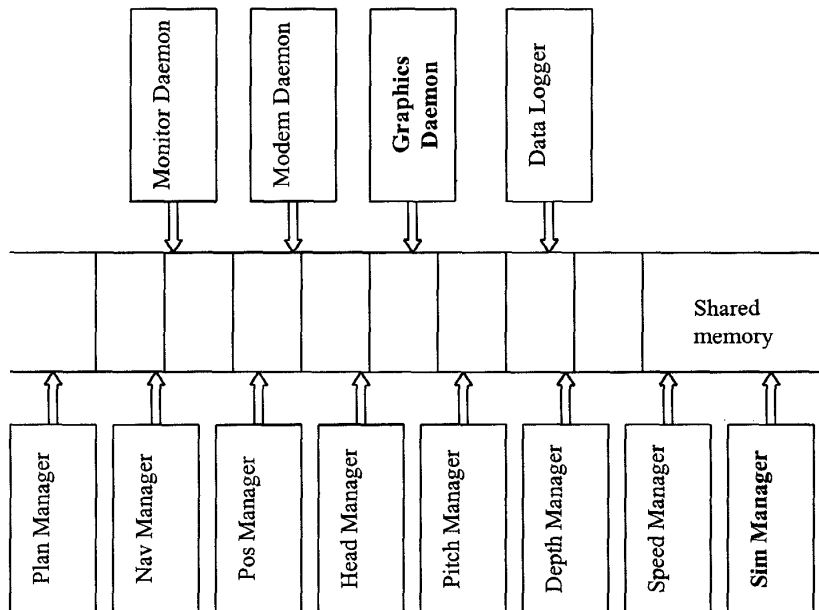 Monitor Daemon
Modem Daemon
Graphics
Daemon
Data Logger
Shared
memory
Plan Manager
Nav Manager
Pos Manager
Head Manager
Pitch Manager
Depth Manager
Speed Manager
Sim Manager